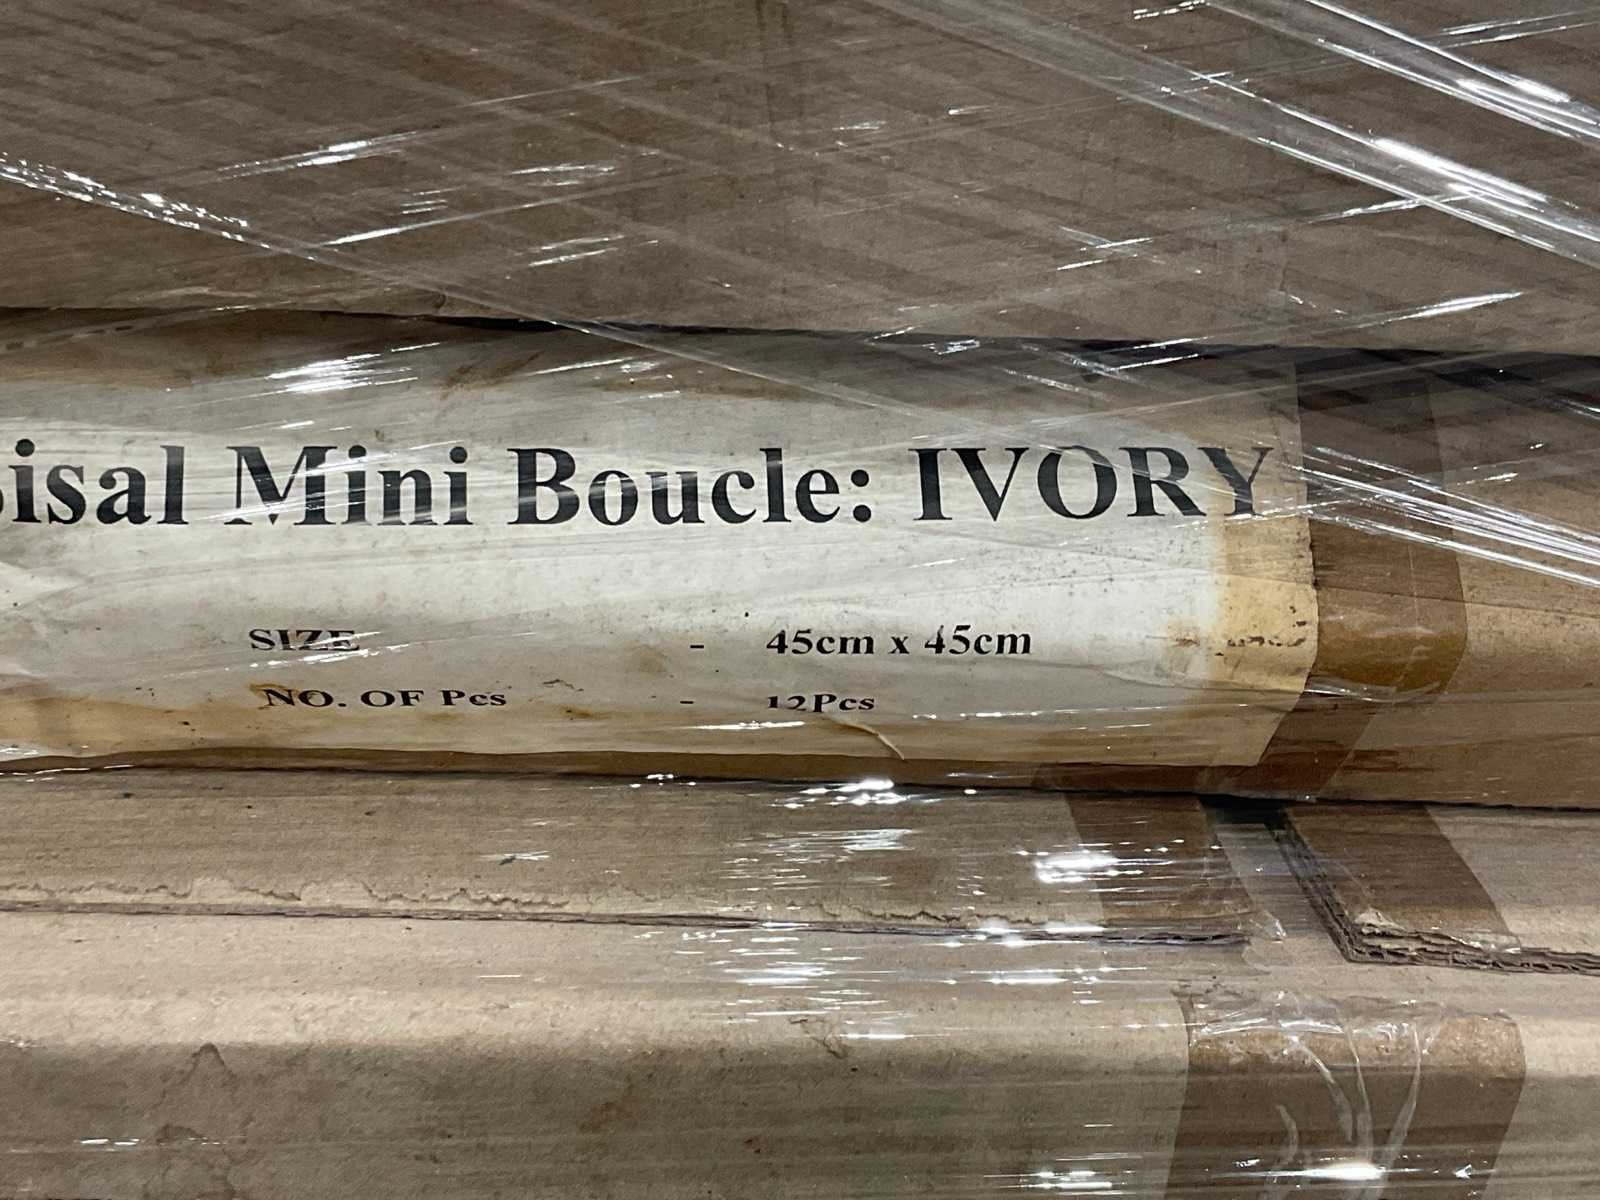 Sisal Mini Boucle: IVORY
SIZE - 45cm x 45cm
NO. OF Pcs - 12Pcs